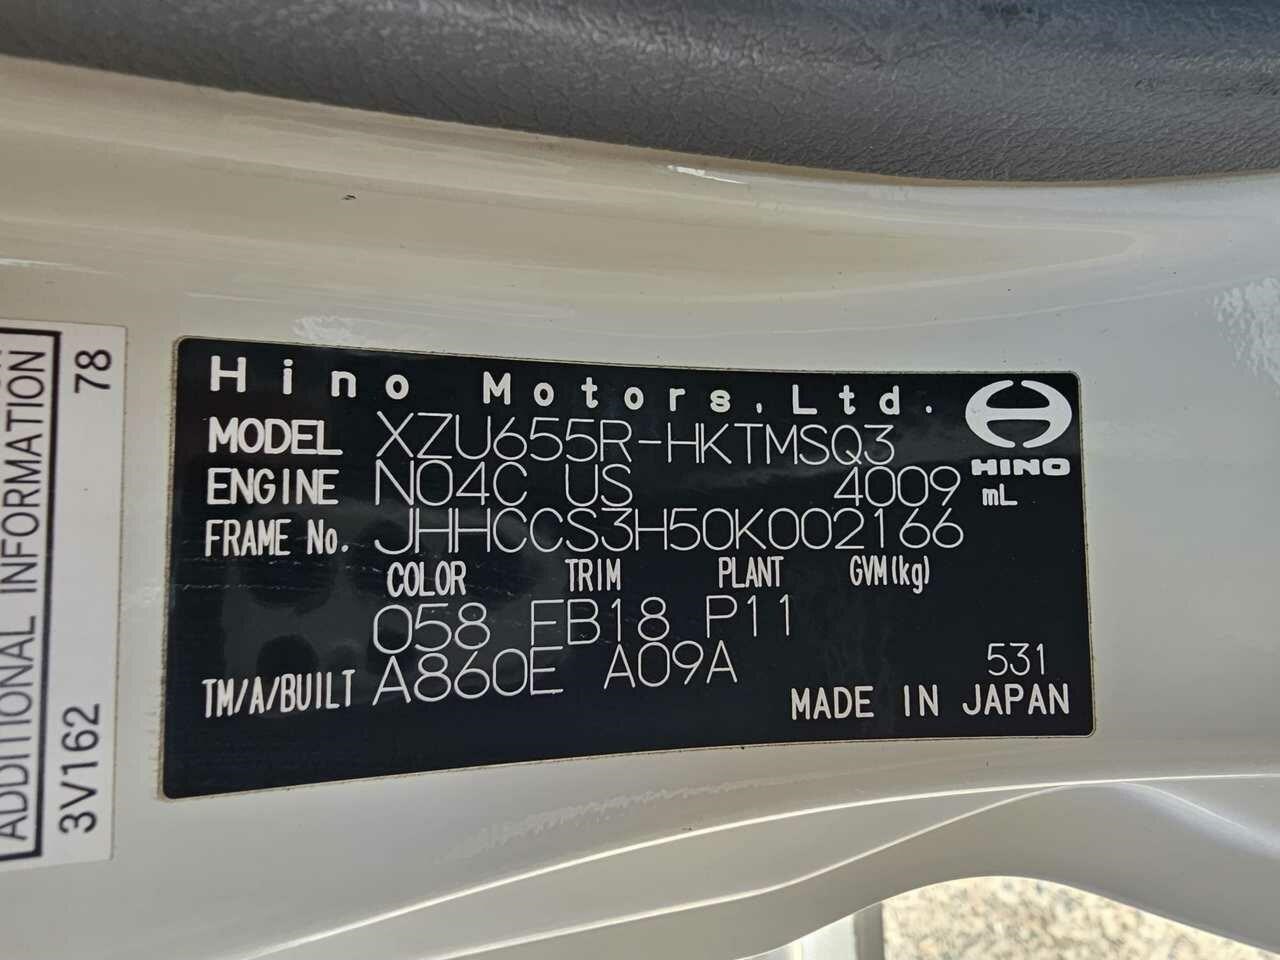 ADDITIONAL INFORMATION
3V162 78
Hino Motors, Ltd.
HINO
MODEL XZU655R-HKTMSQ3
ENGINE N04C US 4009 mL
FRAME No. JHHCCS3H50K002166
COLOR TRIM PLANT GVM(kg)
058 FB18 P11
TM/A/BUILT A860E A09A 531
MADE IN JAPAN